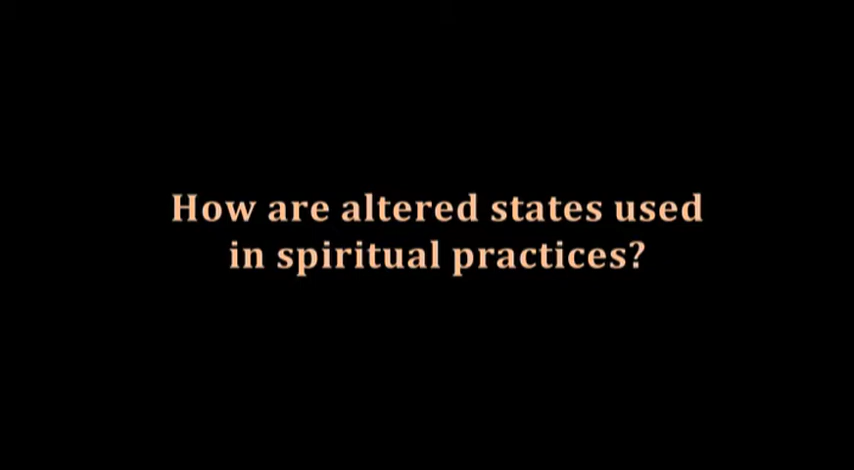 How are altered states used
in spiritual practices?